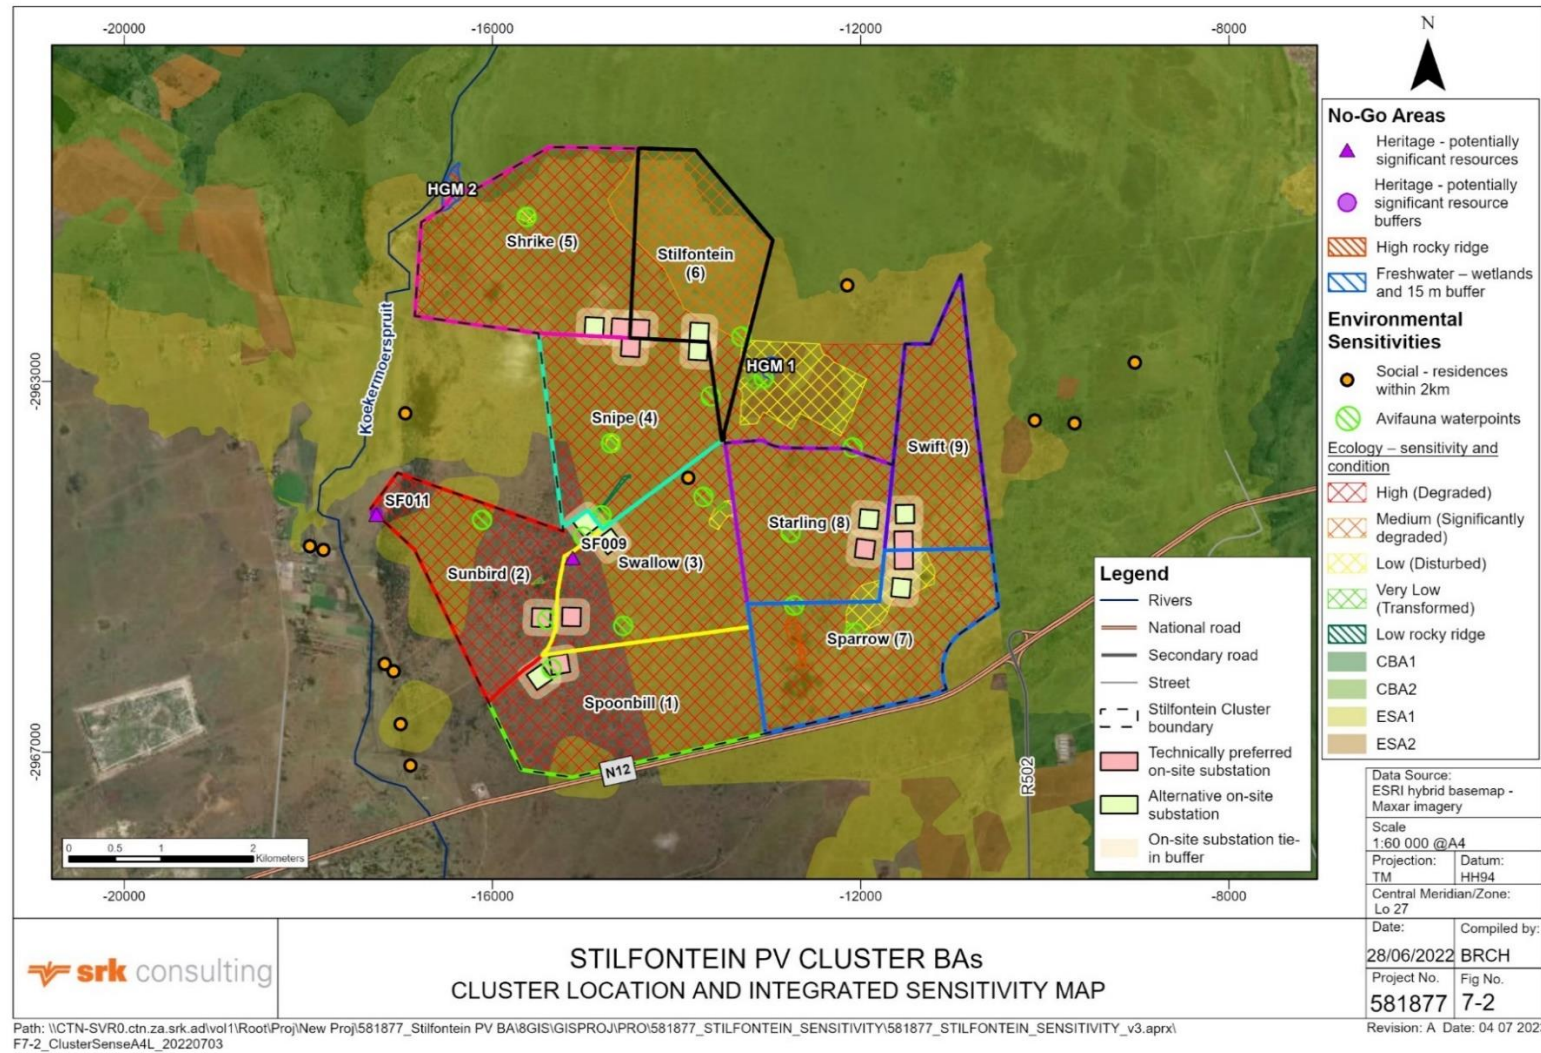 -20000
-16000
-12000
-8000
N
No-Go Areas
Heritage - potentially
significant resources
Heritage - potentially
significant resource
buffers
High rocky ridge
Freshwater – wetlands
and 15 m buffer
Environmental
Sensitivities
Social - residences
within 2km
Avifauna waterpoints
Ecology – sensitivity and
condition
High (Degraded)
Medium (Significantly
degraded)
Low (Disturbed)
Very Low
(Transformed)
Low rocky ridge
CBA1
CBA2
ESA1
ESA2
HGM 2
Shrike (5)
Stilfontein
(6)
Koekermoerspruit
HGM 1
Snipe (4)
Swift (9)
SF011
Starling (8)
SF009
Swallow (3)
Sunbird (2)
Sparrow (7)
Spoonbill (1)
N12
R502
-2963000
-2967000
Legend
Rivers
National road
Secondary road
Street
Stilfontein Cluster
boundary
Technically preferred
on-site substation
Alternative on-site
substation
On-site substation tie-
in buffer
0 0.5 1 2
Kilometers
-20000
-16000
-12000
-8000
Data Source:
ESRI hybrid basemap -
Maxar imagery
Scale
1:60 000 @A4
Projection:
TM
Datum:
HH94
Central Meridian/Zone:
Lo 27
Date:
28/06/2022
Compiled by:
BRCH
Project No.
581877
Fig No.
7-2
Revision: A Date: 04 07 202
srk consulting
STILFONTEIN PV CLUSTER BAs
CLUSTER LOCATION AND INTEGRATED SENSITIVITY MAP
Path: \\CTN-SVR0.ctn.za.srk.ad\vol1\Root\Proj\New Proj\581877_Stilfontein PV BA\8GIS\GISPROJ\PRO\581877_STILFONTEIN_SENSITIVITY\581877_STILFONTEIN_SENSITIVITY_v3.aprx\
F7-2_ClusterSenseA4L_20220703